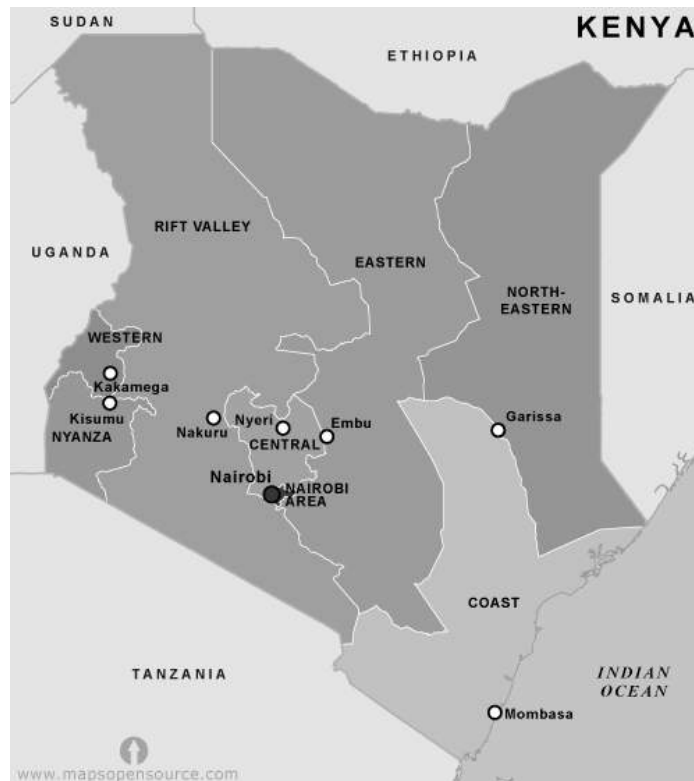 SUDAN
KENYA
ETHIOPIA
RIFT VALLEY
UGANDA
EASTERN
NORTH-
EASTERN
SOMALIA
WESTERN
Kakamega
Kisumu
NYANZA
Nakuru
Nyeri
CENTRAL
Embu
Garissa
Nairobi
NAIROBI
AREA
COAST
TANZANIA
INDIAN
OCEAN
Mombasa
www.mapsopensource.com